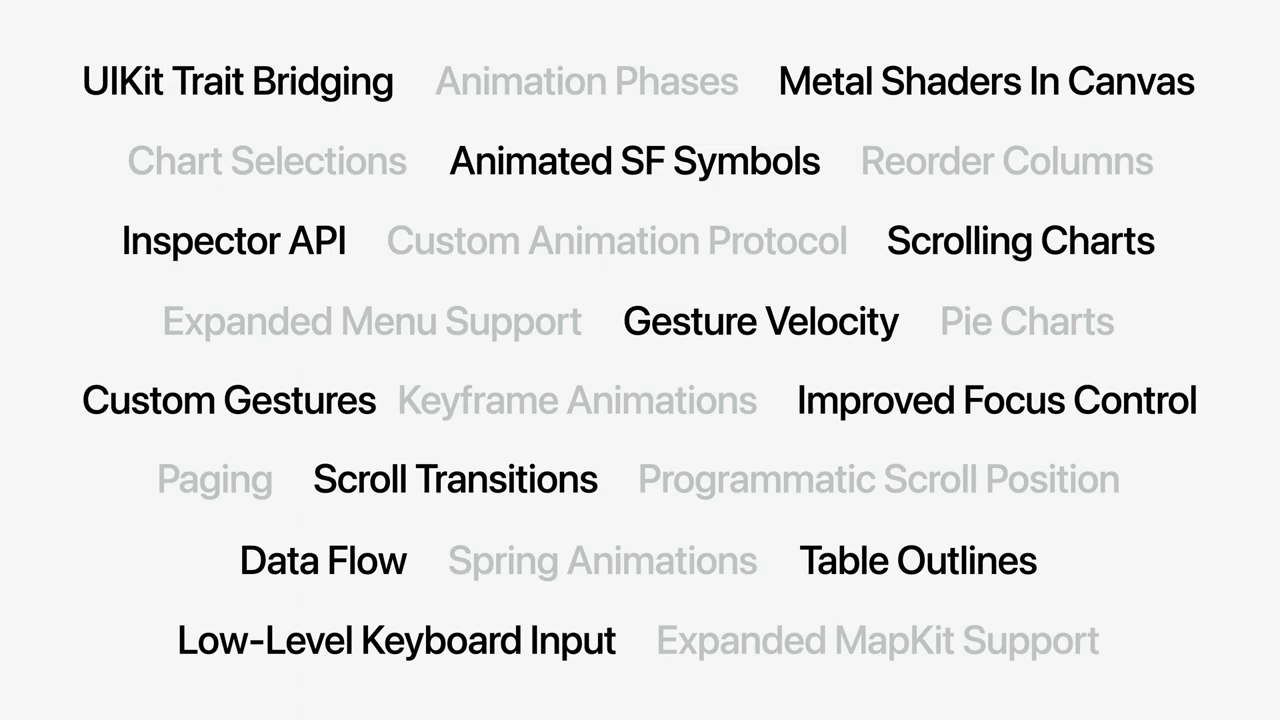 UIKit Trait Bridging Animation Phases Metal Shaders In Canvas
Chart Selections Animated SF Symbols Reorder Columns
Inspector API Custom Animation Protocol Scrolling Charts
Expanded Menu Support Gesture Velocity Pie Charts
Custom Gestures Keyframe Animations Improved Focus Control
Paging Scroll Transitions Programmatic Scroll Position
Data Flow Spring Animations Table Outlines
Low-Level Keyboard Input Expanded MapKit Support